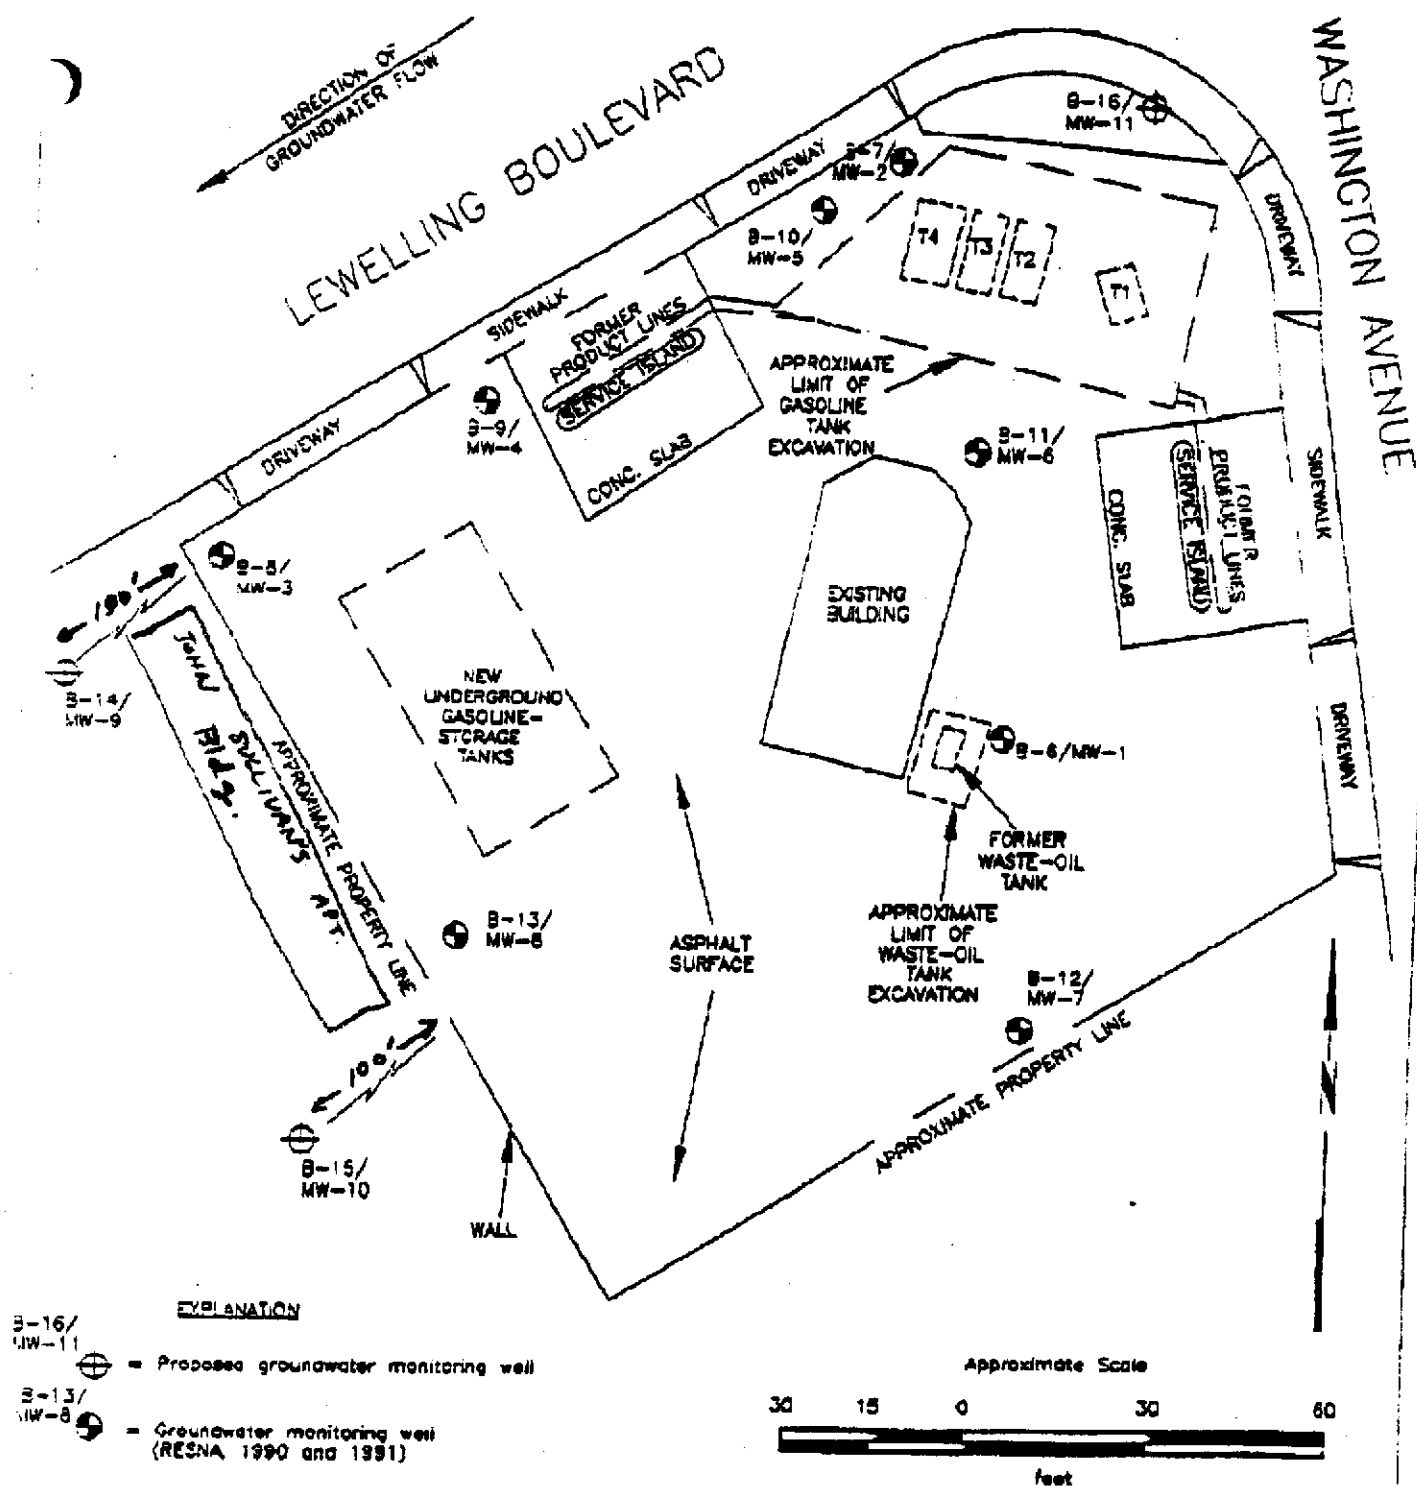 DIRECTION OF
GROUNDWATER FLOW
LEWELLING BOULEVARD
WASHINGTON AVENUE
B-16/
MW-11
DRIVEWAY
B-7/
MW-2
B-10/
MW-5
T4
T3
T2
T1
DRIVEWAY
SIDEWALK
FORMER
PRODUCT LINES
SERVICE ISLAND
CONC. SLAB
APPROXIMATE
LIMIT OF
GASOLINE
TANK
EXCAVATION
B-9/
MW-4
B-11/
MW-6
DRIVEWAY
SIDEWALK
FORMER
PRODUCT LINES
SERVICE ISLAND
CONC. SLAB
B-8/
MW-3
EXISTING
BUILDING
B-14/
MW-9
JOHN
SULLIVAN'S
APT.
Bldg.
APPROXIMATE PROPERTY LINE
NEW
UNDERGROUND
GASOLINE-
STORAGE
TANKS
B-6/MW-1
DRIVEWAY
FORMER
WASTE-OIL
TANK
APPROXIMATE
LIMIT OF
WASTE-OIL
TANK
EXCAVATION
B-13/
MW-8
ASPHALT
SURFACE
B-12/
MW-7
100'
APPROXIMATE PROPERTY LINE
B-15/
MW-10
WALL
EXPLANATION
B-16/
MW-11
= Proposed groundwater monitoring well
B-13/
MW-8
= Groundwater monitoring well
(RESNA 1990 and 1991)
Approximate Scale
30 15 0 30 60
feet